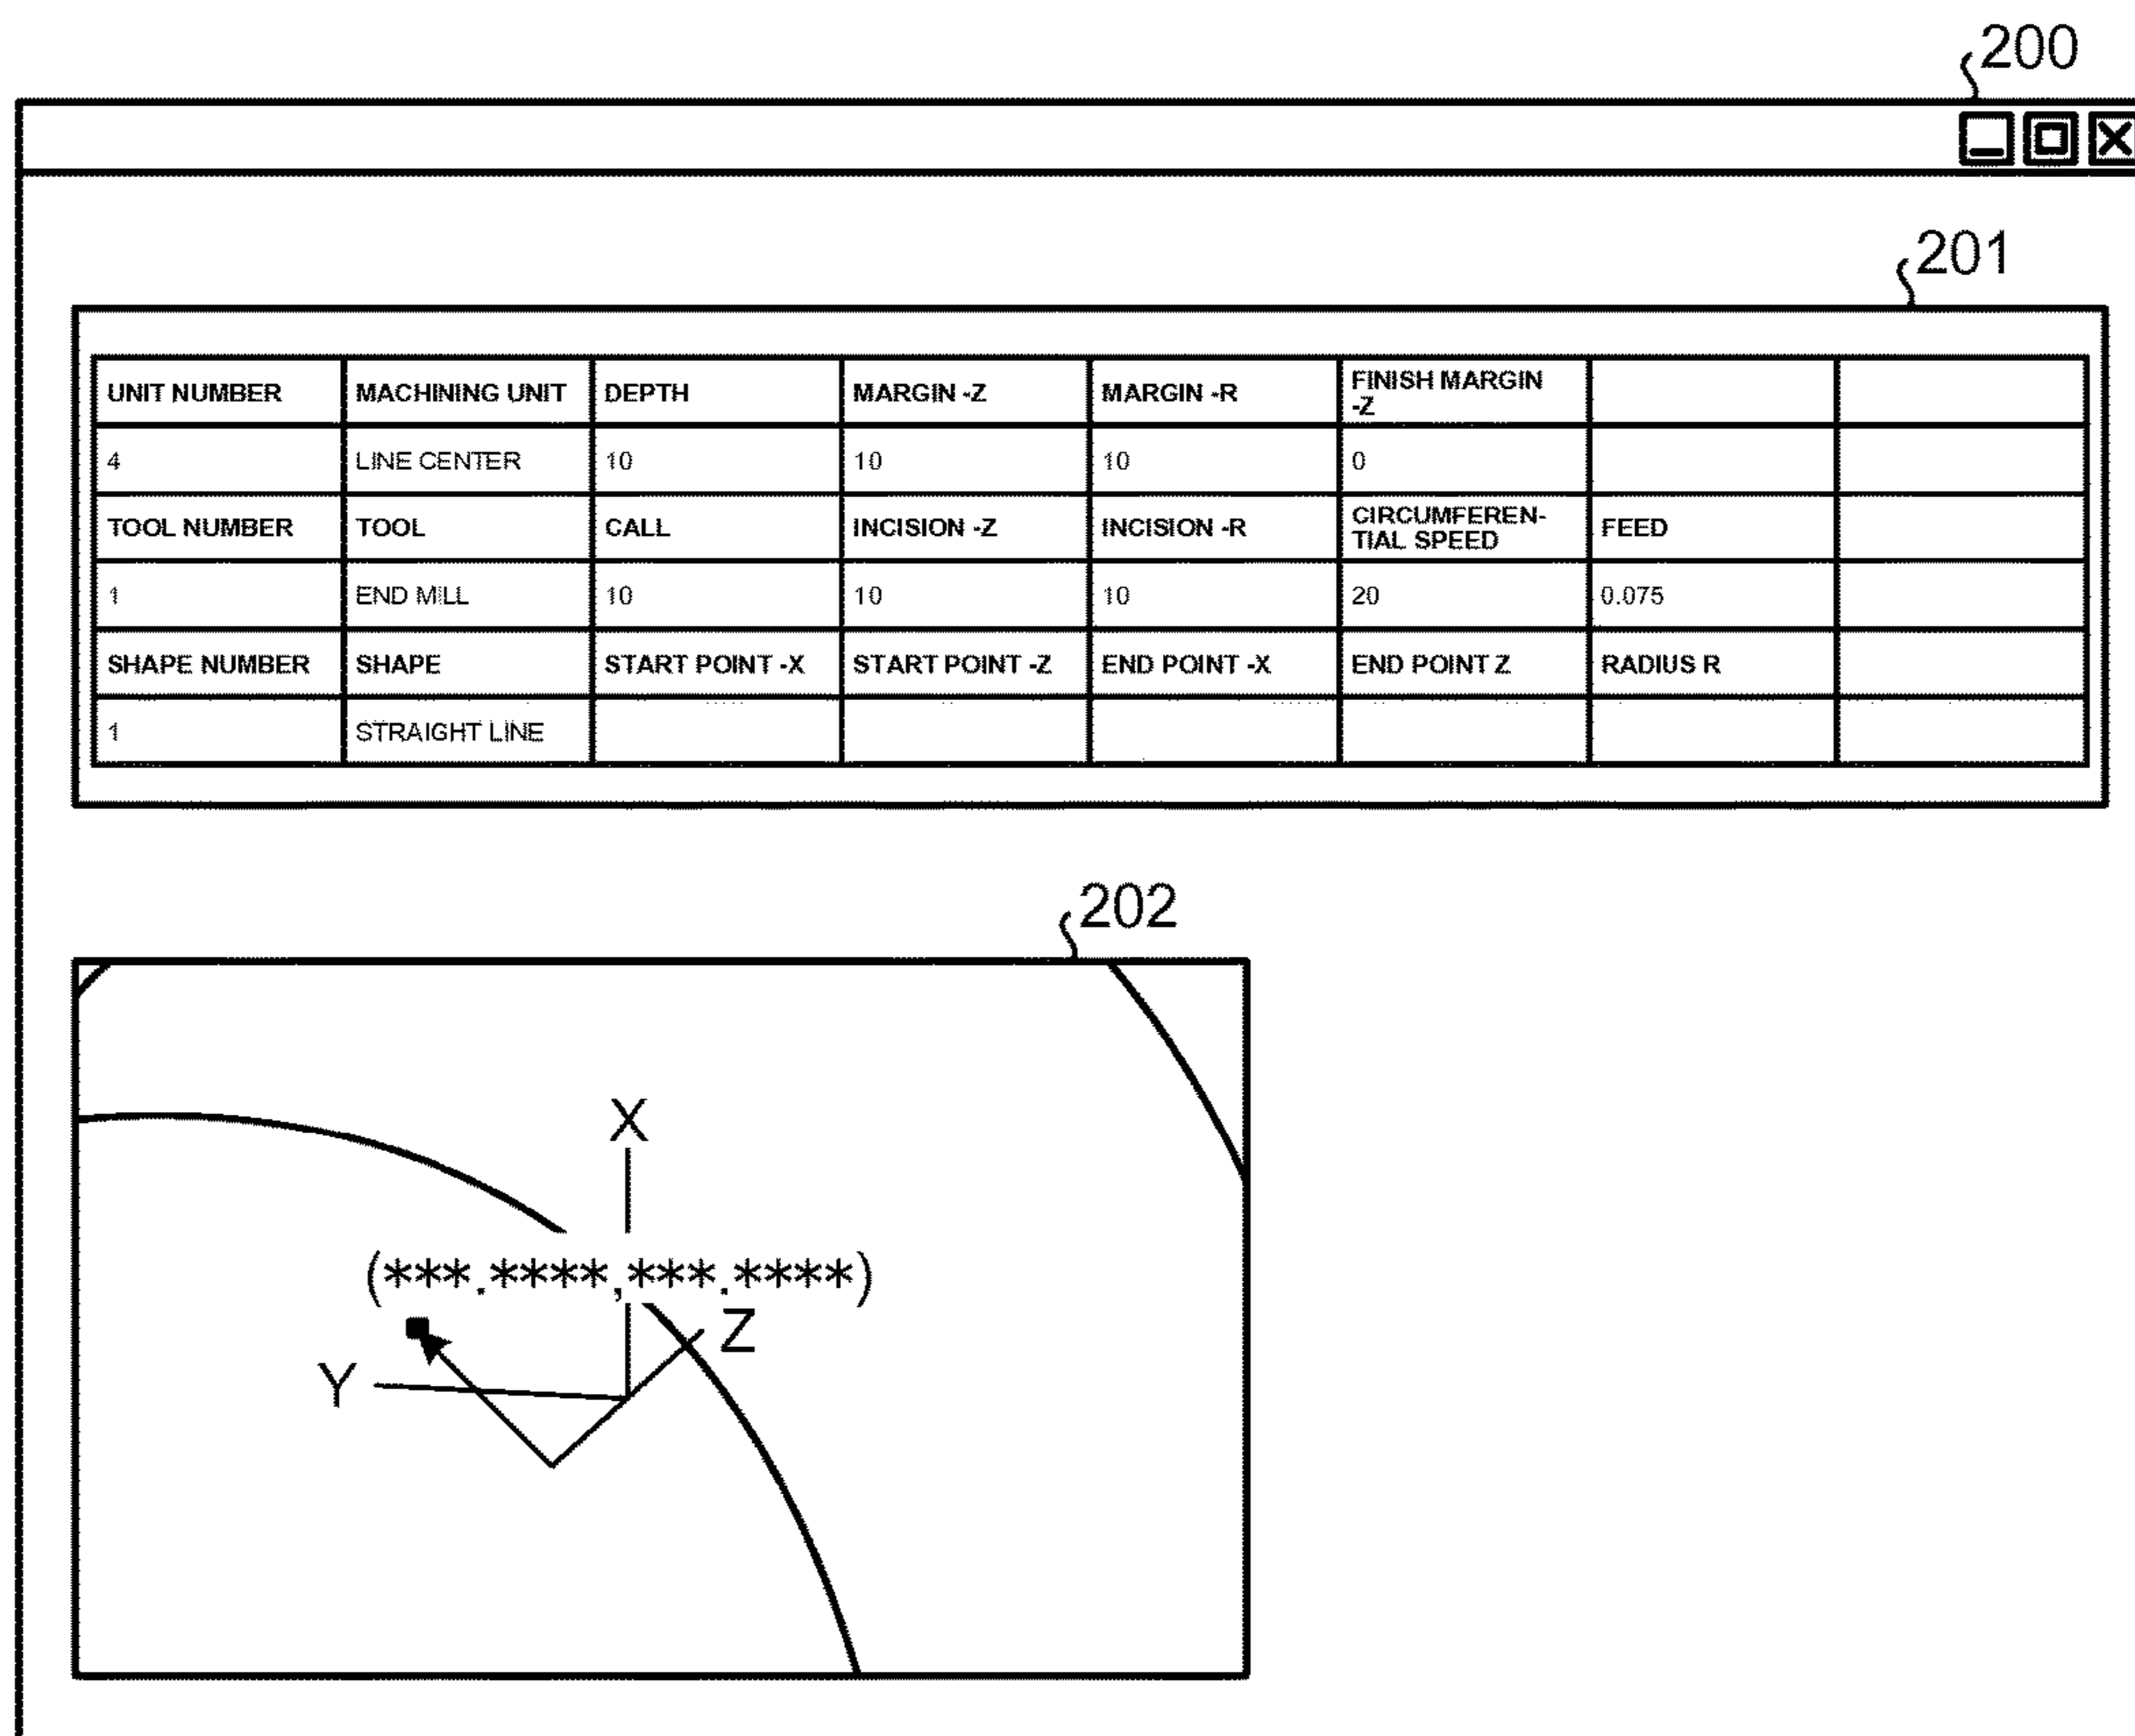 200
201
UNIT NUMBER MACHINING UNIT DEPTH MARGIN -Z MARGIN -R FINISH MARGIN -Z
4 LINE CENTER 10 10 10 0
TOOL NUMBER TOOL CALL INCISION -Z INCISION -R CIRCUMFEREN-TIAL SPEED FEED
1 END MILL 10 10 10 20 0.075
SHAPE NUMBER SHAPE START POINT -X START POINT -Z END POINT -X END POINT Z RADIUS R
1 STRAIGHT LINE
202
X
(***.****,***.****)
Z
Y